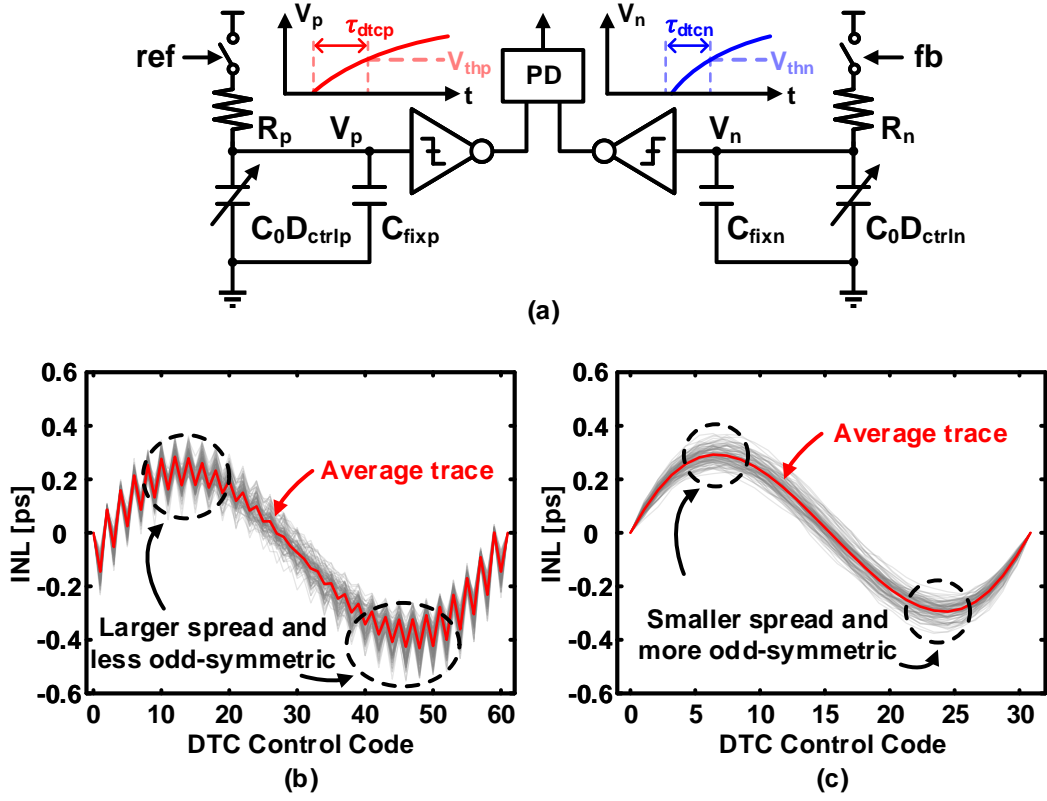 (a)
V_p
τ_dtcp
V_thp
t
ref
R_p
V_p
C_0D_ctrlp
C_fixp
PD
V_n
τ_dtcn
V_thn
t
fb
R_n
V_n
C_fixn
C_0D_ctrln
(a)
INL [ps]
0.6
0.4
0.2
0
-0.2
-0.4
-0.6
Average trace
Larger spread and
less odd-symmetric
0 10 20 30 40 50 60
DTC Control Code
(b)
INL [ps]
0.6
0.4
0.2
0
-0.2
-0.4
-0.6
Average trace
Smaller spread and
more odd-symmetric
0 5 10 15 20 25 30
DTC Control Code
(c)